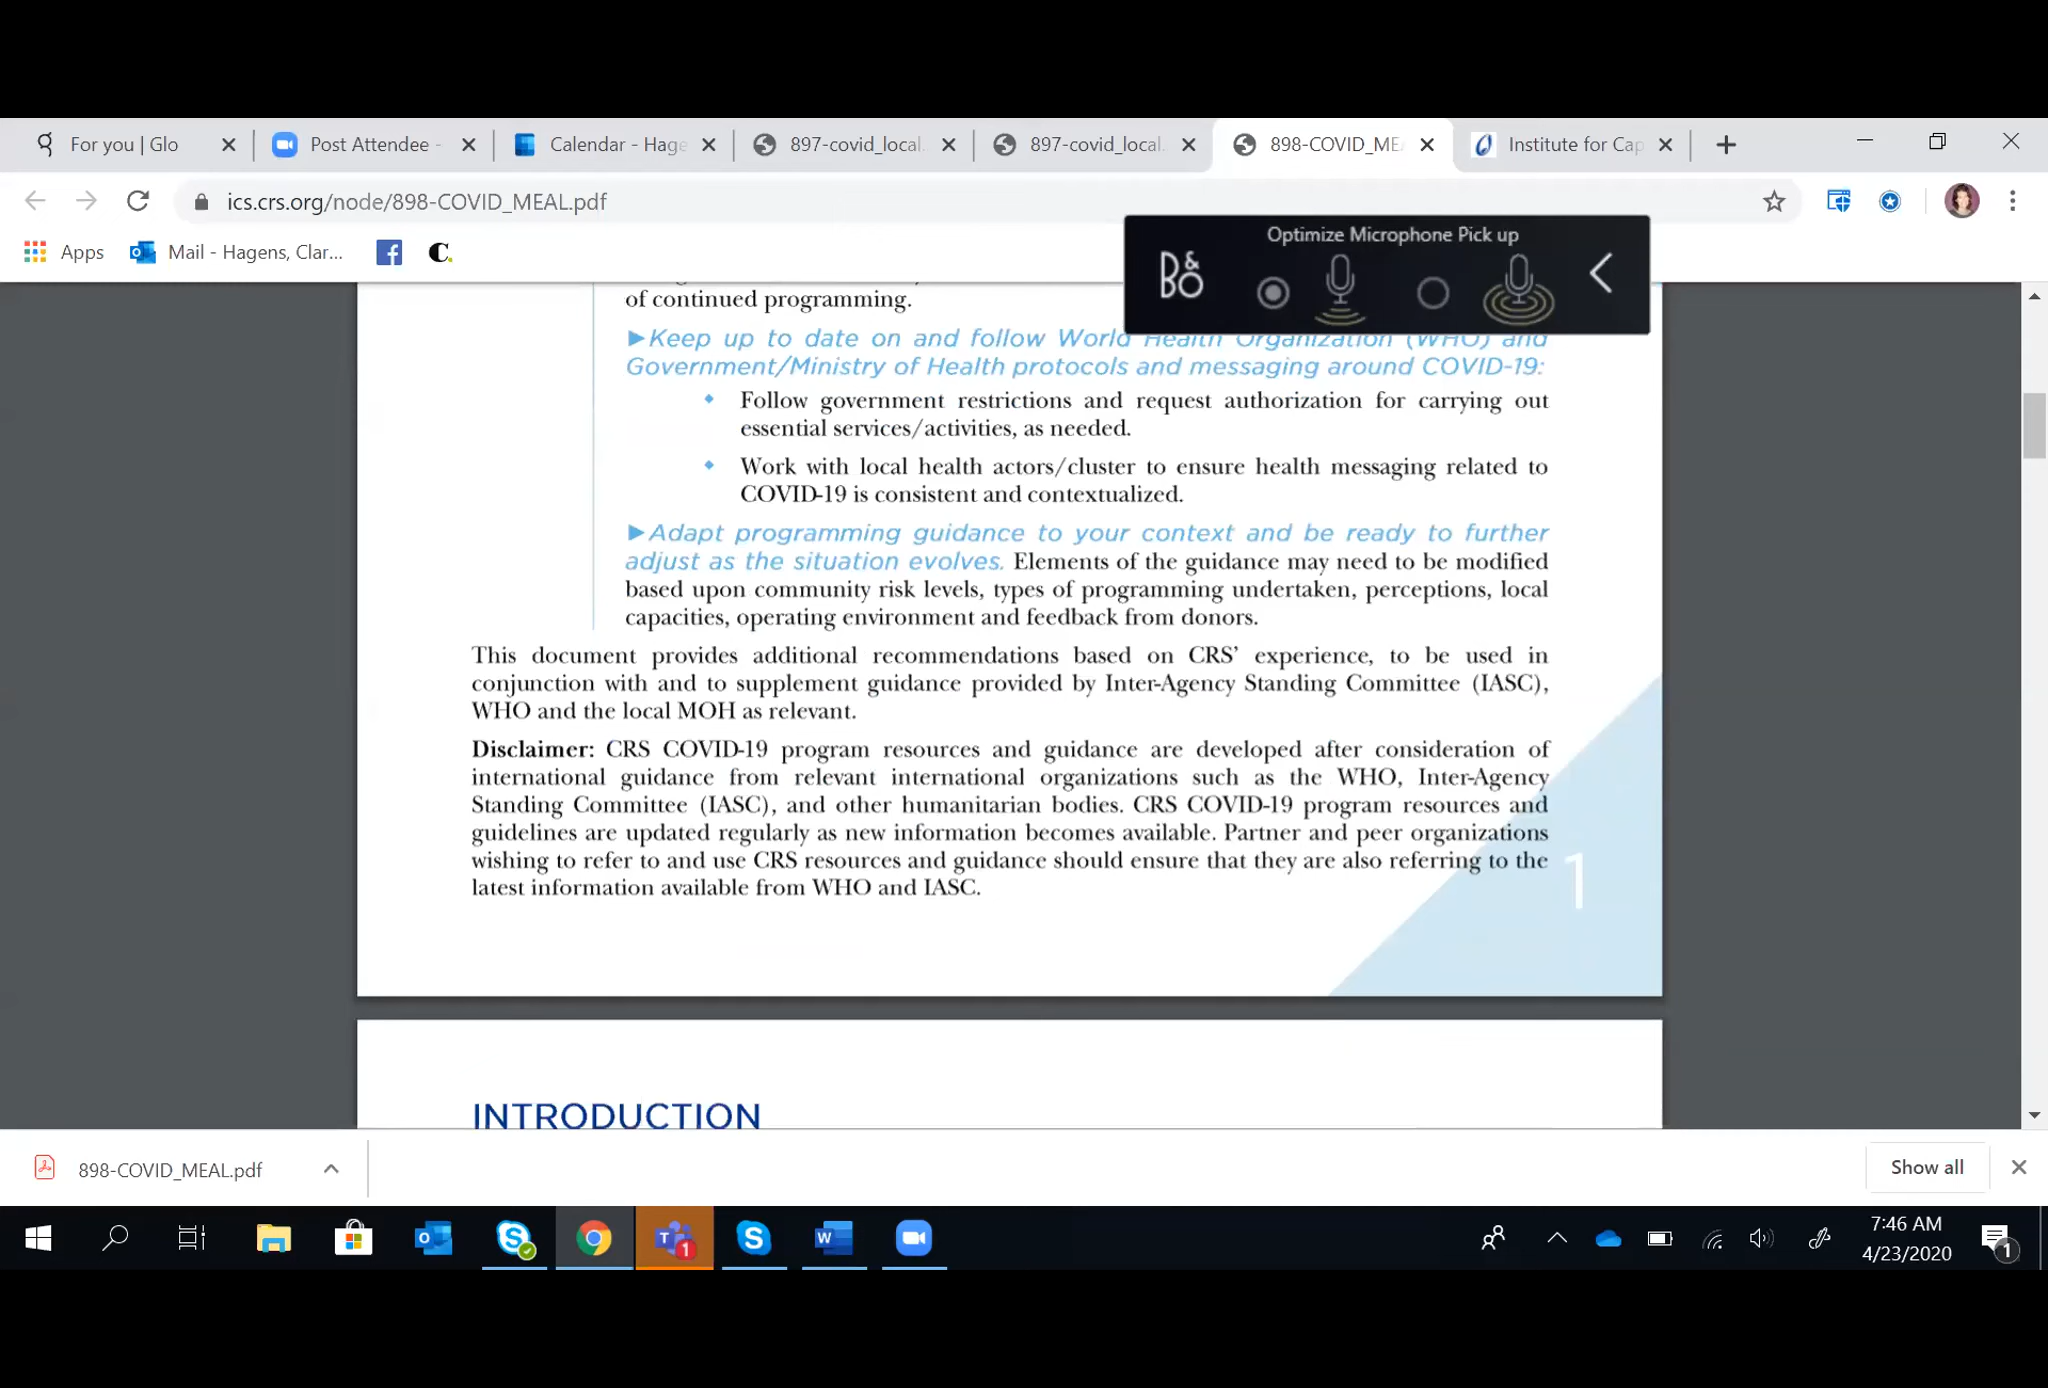 For you | Glo
Post Attendee -
Calendar - Hage
897-covid_local.
897-covid_local.
898-COVID_ME
Institute for Cap
ics.crs.org/node/898-COVID_MEAL.pdf
Apps
Mail - Hagens, Clar...
C.
Optimize Microphone Pick up
B&O
of continued programming.
►Keep up to date on and follow World Health Organization (WHO) and
Government/Ministry of Health protocols and messaging around COVID-19:
Follow government restrictions and request authorization for carrying out
essential services/activities, as needed.
Work with local health actors/cluster to ensure health messaging related to
COVID-19 is consistent and contextualized.
►Adapt programming guidance to your context and be ready to further
adjust as the situation evolves. Elements of the guidance may need to be modified
based upon community risk levels, types of programming undertaken, perceptions, local
capacities, operating environment and feedback from donors.
This document provides additional recommendations based on CRS’ experience, to be used in
conjunction with and to supplement guidance provided by Inter-Agency Standing Committee (IASC),
WHO and the local MOH as relevant.
Disclaimer: CRS COVID-19 program resources and guidance are developed after consideration of
international guidance from relevant international organizations such as the WHO, Inter-Agency
Standing Committee (IASC), and other humanitarian bodies. CRS COVID-19 program resources and
guidelines are updated regularly as new information becomes available. Partner and peer organizations
wishing to refer to and use CRS resources and guidance should ensure that they are also referring to the
latest information available from WHO and IASC.
1
INTRODUCTION
898-COVID_MEAL.pdf
Show all
7:46 AM
4/23/2020
1
1